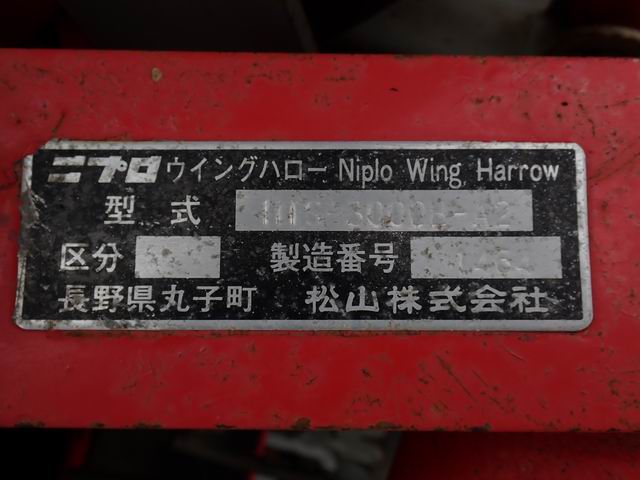 ニプロ ウイングハロー Niplo Wing Harrow
型式
区分 製造番号
長野県丸子町 松山株式会社